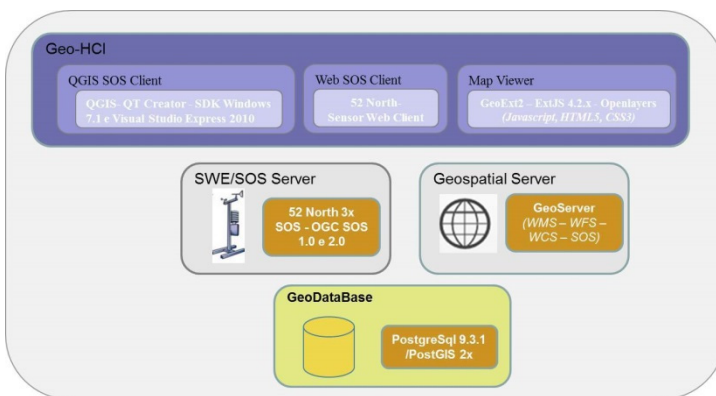 Geo-HCI
QGIS SOS Client
QGIS- QT Creator - SDK Windows
7.1 e Visual Studio Express 2010
Web SOS Client
52 North-
Sensor Web Client
Map Viewer
GeoExt2 – ExtJS 4.2.x - Openlayers
(Javascript, HTML5, CSS3)
SWE/SOS Server
52 North 3x
SOS - OGC SOS
1.0 e 2.0
Geospatial Server
GeoServer
(WMS – WFS –
WCS – SOS)
GeoDataBase
PostgreSql 9.3.1
/PostGIS 2x